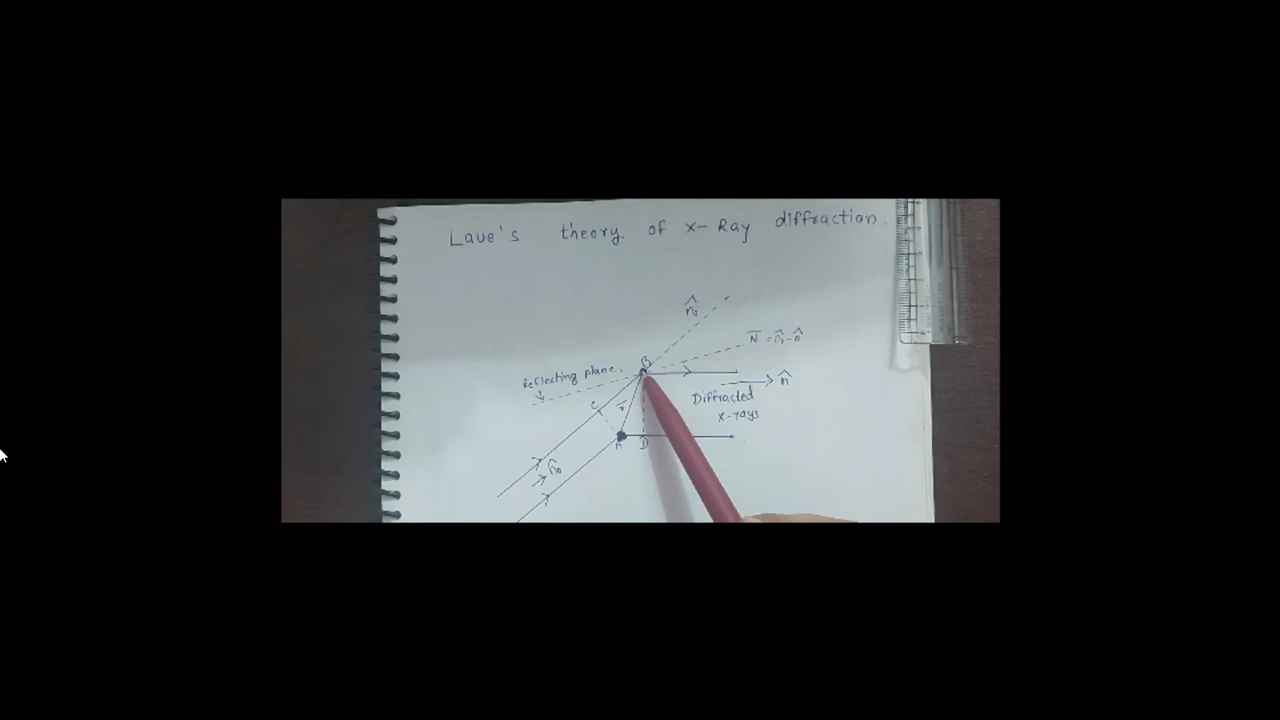 Laue's theory of X-Ray diffraction.
n̂₀
B
N̅ = n̂₀-n̂
Reflecting plane.
n̂
C
r̅
Diffracted
x-rays
A
D
n̂₀